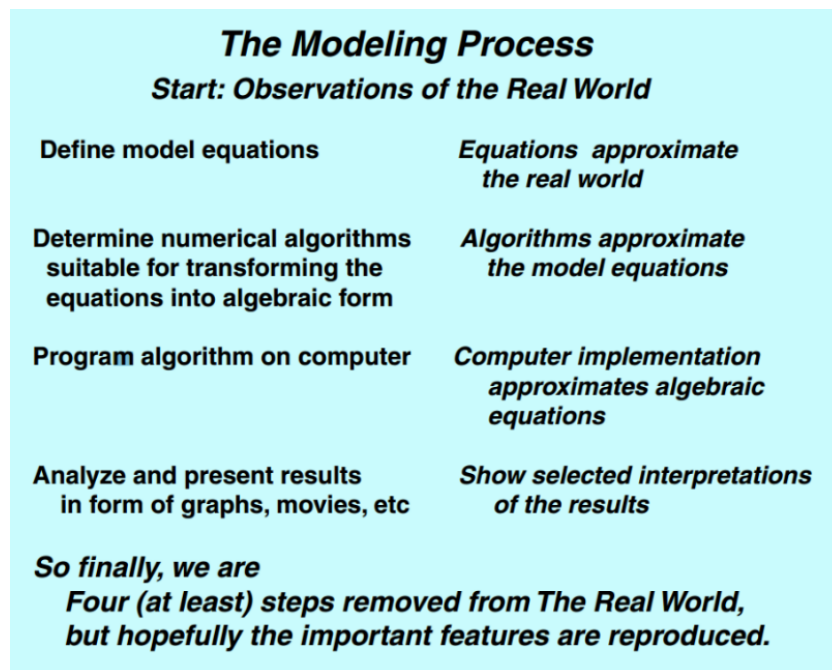 The Modeling Process
Start: Observations of the Real World
Define model equations
Equations approximate
the real world
Determine numerical algorithms
suitable for transforming the
equations into algebraic form
Algorithms approximate
the model equations
Program algorithm on computer
Computer implementation
approximates algebraic
equations
Analyze and present results
in form of graphs, movies, etc
Show selected interpretations
of the results
So finally, we are
Four (at least) steps removed from The Real World,
but hopefully the important features are reproduced.